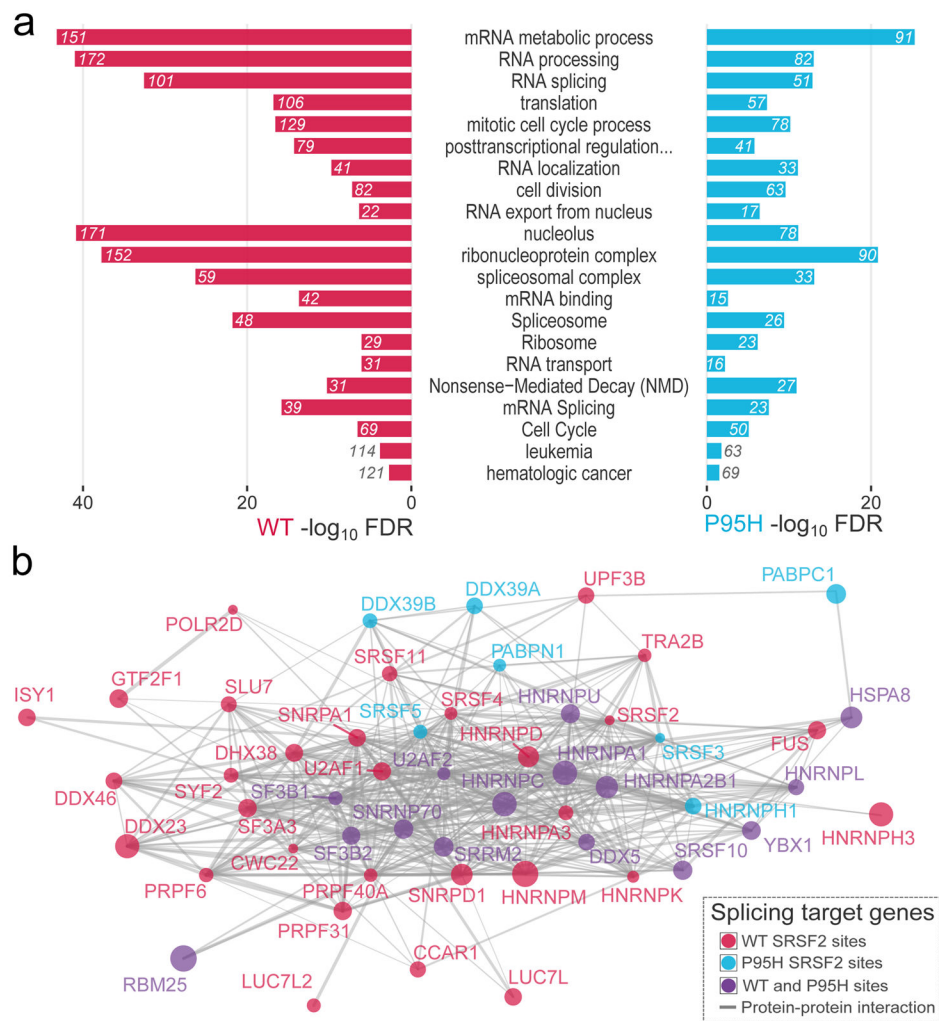 a
151 mRNA metabolic process 91
172 RNA processing 82
101 RNA splicing 51
106 translation 57
129 mitotic cell cycle process 78
79 posttranscriptional regulation... 41
41 RNA localization 33
82 cell division 63
22 RNA export from nucleus 17
171 nucleolus 78
152 ribonucleoprotein complex 90
59 spliceosomal complex 33
42 mRNA binding 15
48 Spliceosome 26
29 Ribosome 23
31 RNA transport 16
31 Nonsense−Mediated Decay (NMD) 27
39 mRNA Splicing 23
69 Cell Cycle 50
114 leukemia 63
121 hematologic cancer 69
40 20 0 0 20
WT -log10 FDR P95H -log10 FDR
b
UPF3B PABPC1
DDX39A
DDX39B
POLR2D
TRA2B
PABPN1
SRSF11
GTF2F1
ISY1 SLU7 SRSF4 HNRNPU HSPA8
SNRPA1 SRSF5 SRSF2
HNRNPD FUS
SRSF3
DHX38 U2AF2 HNRNPA1
U2AF1 HNRNPL
HNRNPC HNRNPA2B1
DDX46 SYF2 SF3B1
SNRNP70 HNRNPH1
DDX23 SF3A3 HNRNPA3 HNRNPH3
YBX1
CWC22 SF3B2 SRRM2 DDX5 SRSF10
PRPF6 PRPF40A SNRPD1 HNRNPM HNRNPK
PRPF31
CCAR1
RBM25 LUC7L2 LUC7L
Splicing target genes
WT SRSF2 sites
P95H SRSF2 sites
WT and P95H sites
Protein-protein interaction